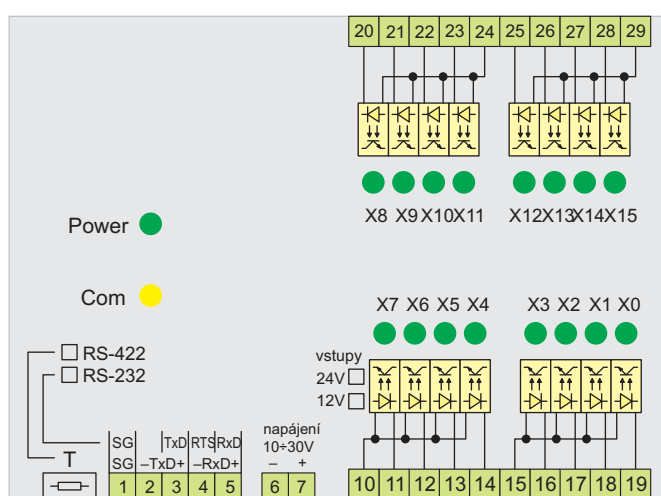 20 21 22 23 24 25 26 27 28 29
X8 X9 X10 X11 X12 X13 X14 X15
Power
Com
X7 X6 X5 X4 X3 X2 X1 X0
RS-422
RS-232
vstupy
24V
12V
napájení
10÷30V
– +
SG TxD RTS RxD
T SG –TxD+ –RxD+
1 2 3 4 5 6 7 10 11 12 13 14 15 16 17 18 19